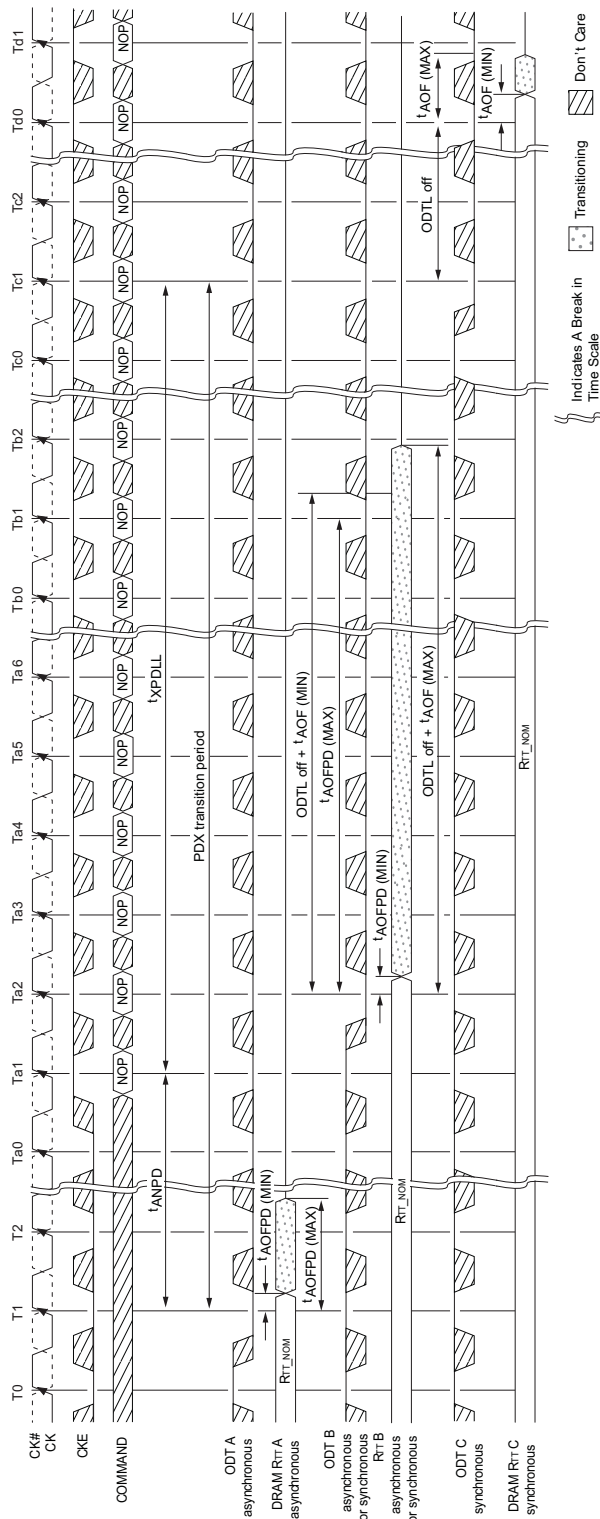 T0 T1 T2 Ta0 Ta1 Ta2 Ta3 Ta4 Ta5 Ta6 Tb0 Tb1 Tb2 Tc0 Tc1 Tc2 Td0 Td1
CK#
CK
CKE
COMMAND
NOP NOP NOP NOP NOP NOP NOP NOP NOP NOP NOP NOP NOP NOP
tANPD
tXPDLL
PDX transition period
ODT A
asynchronous
tAOFPD (MIN)
DRAM RTT A
asynchronous
RTT_NOM
tAOFPD (MAX)
ODTL off + tAOF (MIN)
tAOFPD (MAX)
ODT B
asynchronous
or synchronous
tAOFPD (MIN)
RTT B
asynchronous
or synchronous
RTT_NOM
ODTL off + tAOF (MAX)
ODTL off
tAOF (MAX)
ODT C
synchronous
tAOF (MIN)
DRAM RTT C
synchronous
RTT_NOM
Indicates A Break in
Time Scale
Transitioning
Don't Care